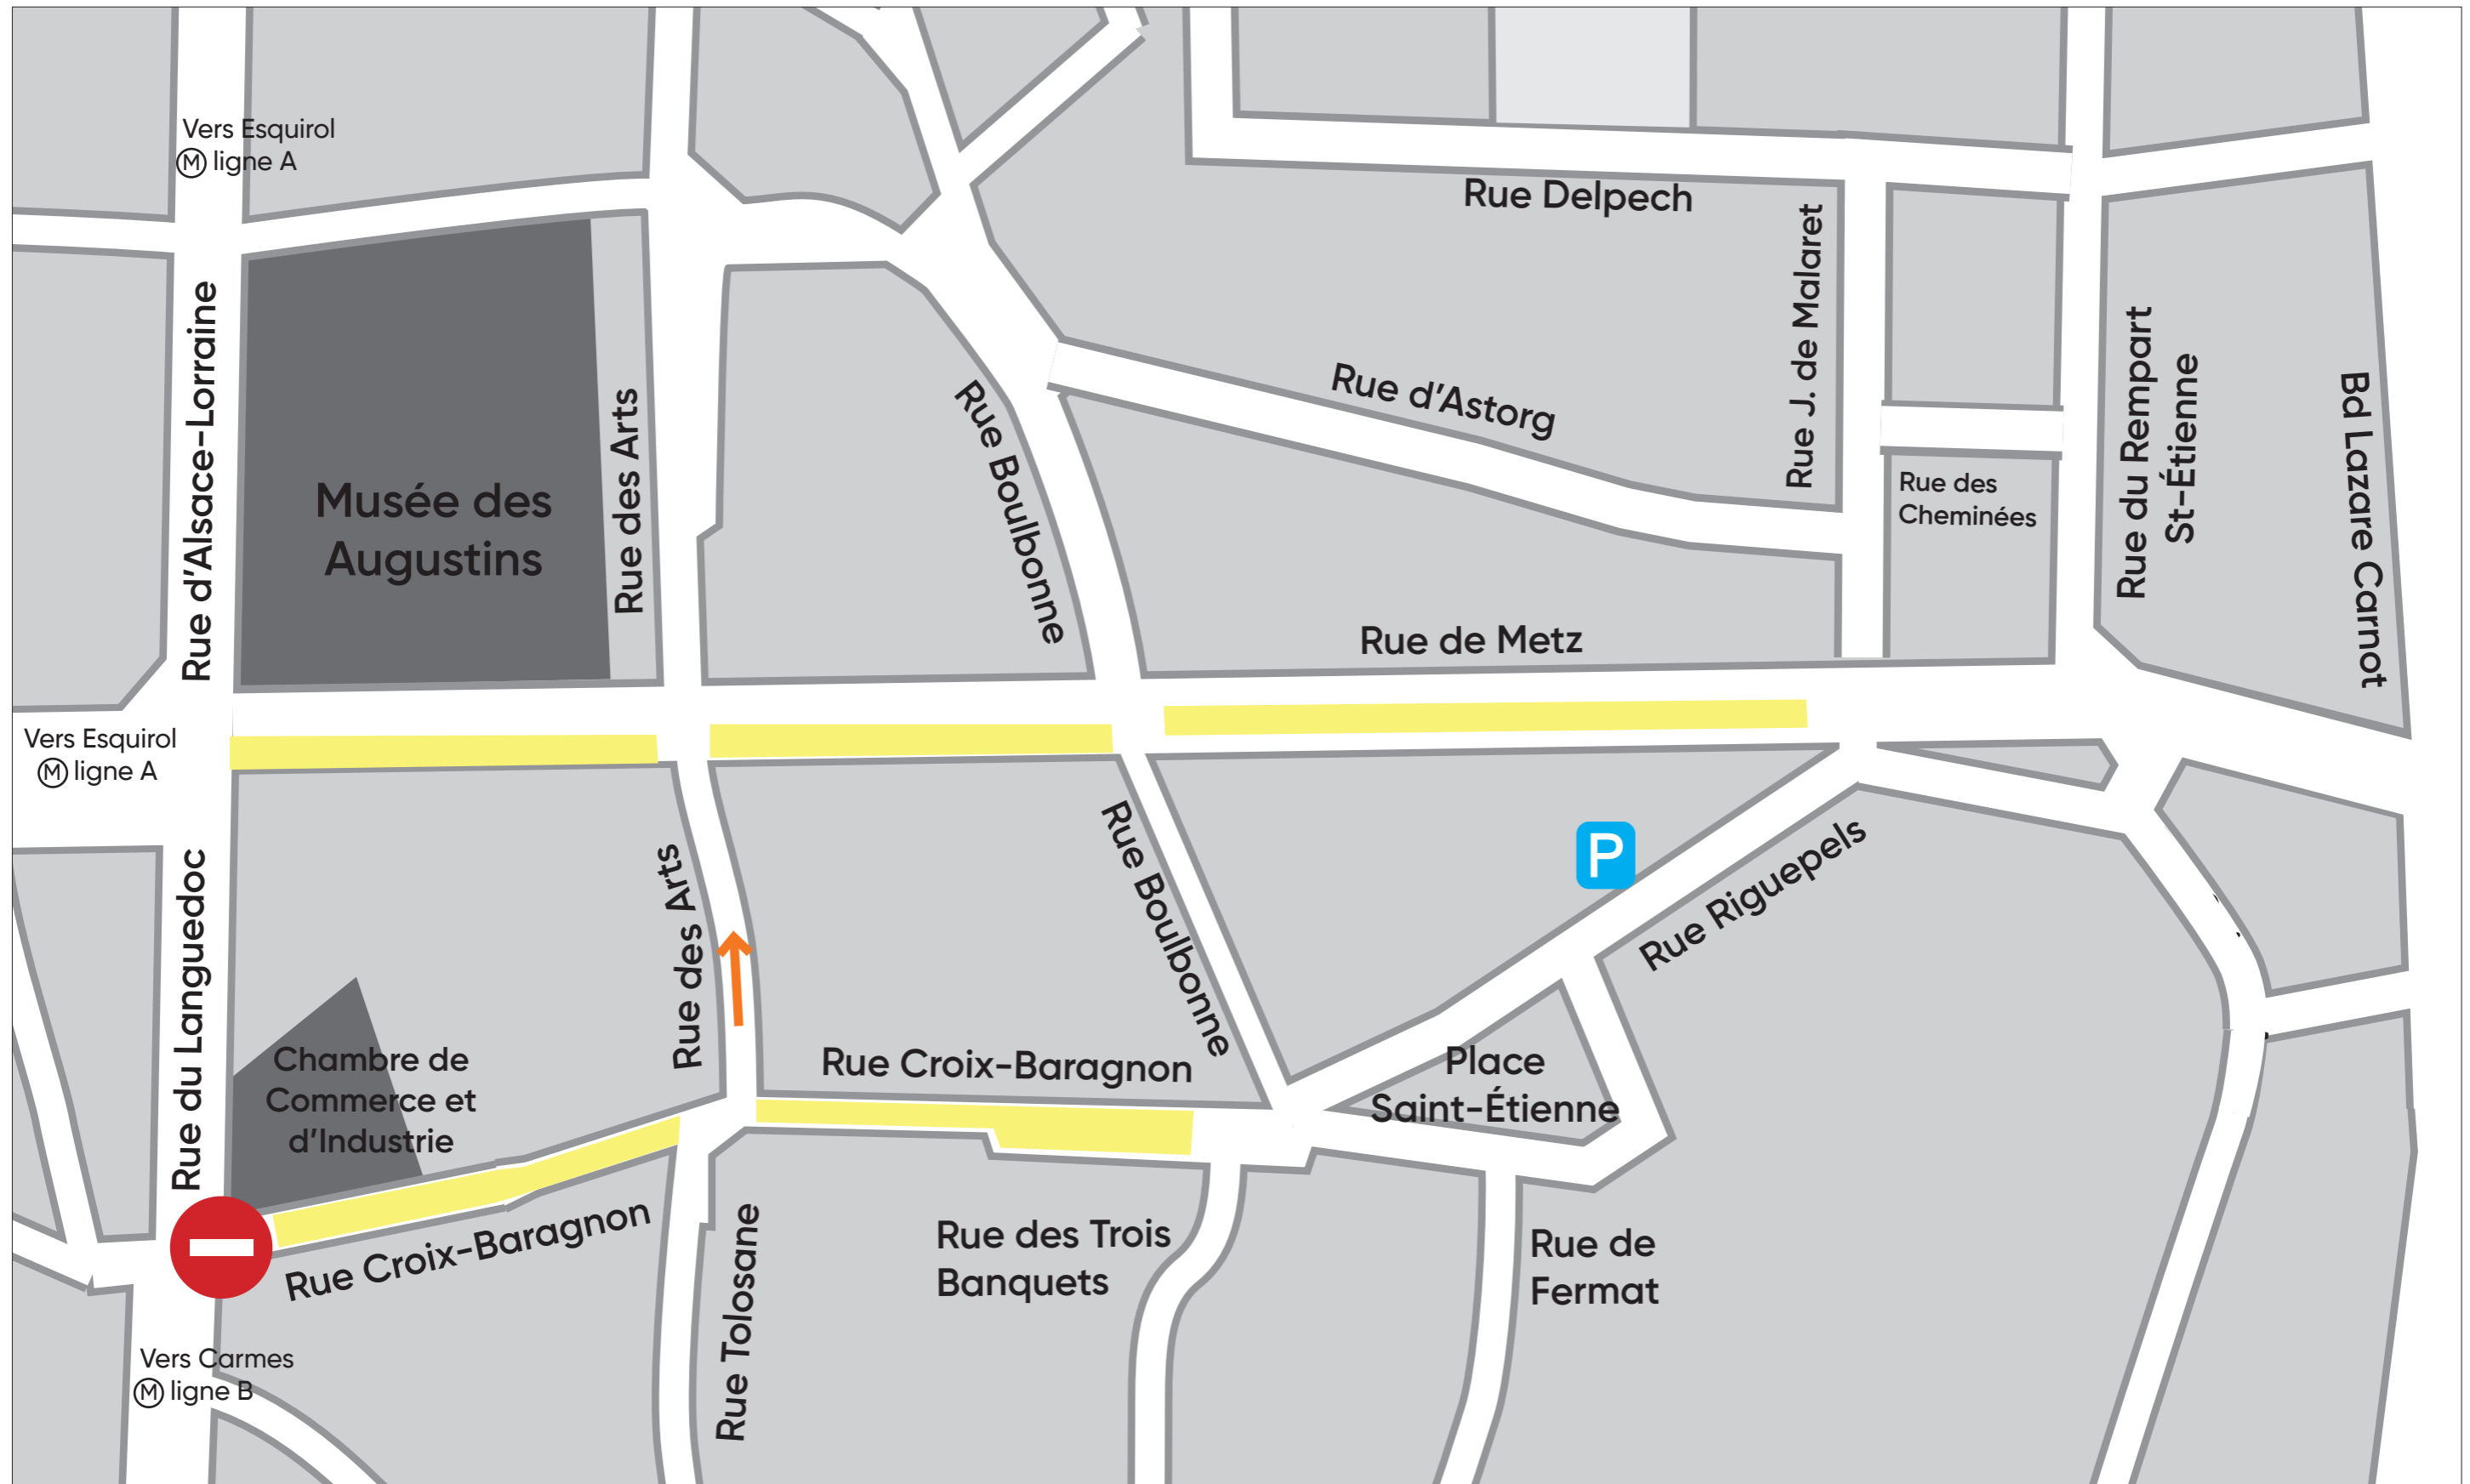 Vers Esquirol
M ligne A
Rue Delpech
Rue J. de Malaret
Rue d'Alsace-Lorraine
Rue des Arts
Musée des
Augustins
Rue Boulbonne
Rue d'Astorg
Rue des
Cheminées
Rue du Rempart
St-Étienne
Bd Lazare Carnot
Rue de Metz
Vers Esquirol
M ligne A
Rue du Languedoc
Rue des Arts
Rue Boulbonne
P
Rue Riguepels
Chambre de
Commerce et
d'Industrie
Rue Croix-Baragnon
Place
Saint-Étienne
Rue Croix-Baragnon
Rue Tolosane
Rue des Trois
Banquets
Rue de
Fermat
Vers Carmes
M ligne B